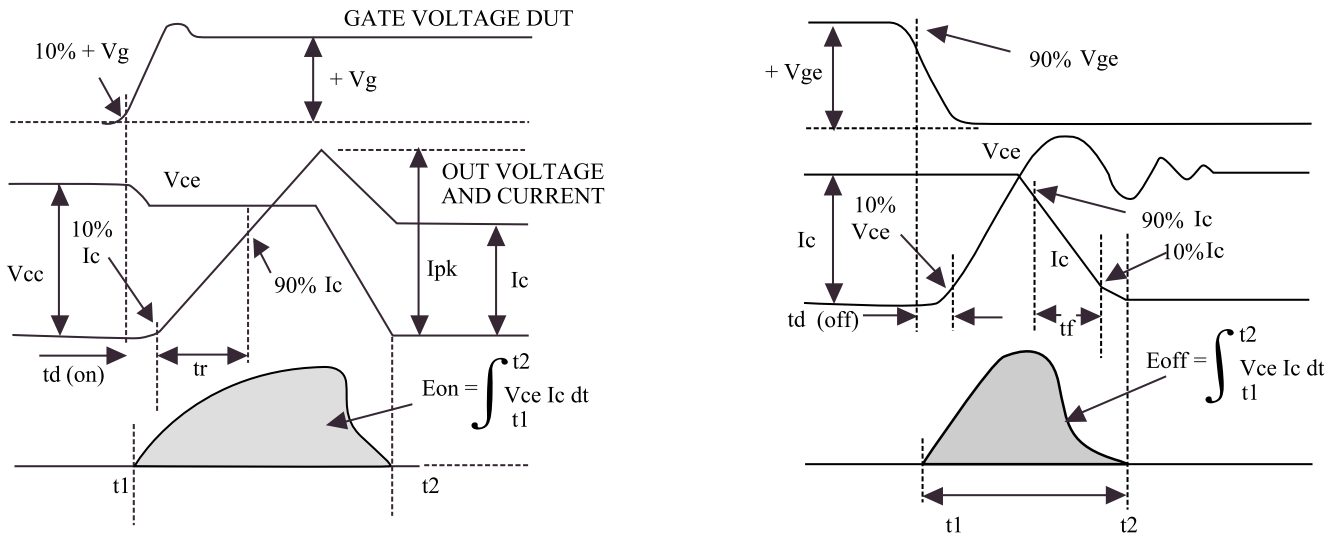 GATE VOLTAGE DUT
10% + Vg
+ Vg
Vce
OUT VOLTAGE
AND CURRENT
10%
Ic
Vcc
90% Ic
Ipk
Ic
td (on)
tr
Eon = ∫ t2
Vce Ic dt
t1
t1
t2
90% Vge
+ Vge
Vce
10%
Vce
90% Ic
Ic
Ic
10%Ic
td (off)
tf
Eoff = ∫ t2
Vce Ic dt
t1
t1
t2